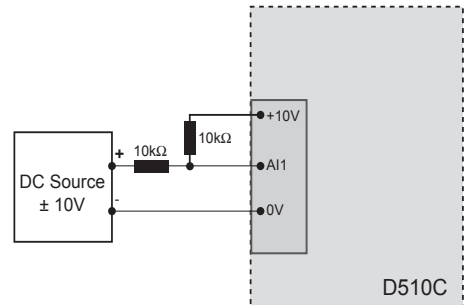 +10V
10kΩ
+ 10kΩ
AI1
DC Source
± 10V
-
0V
D510C